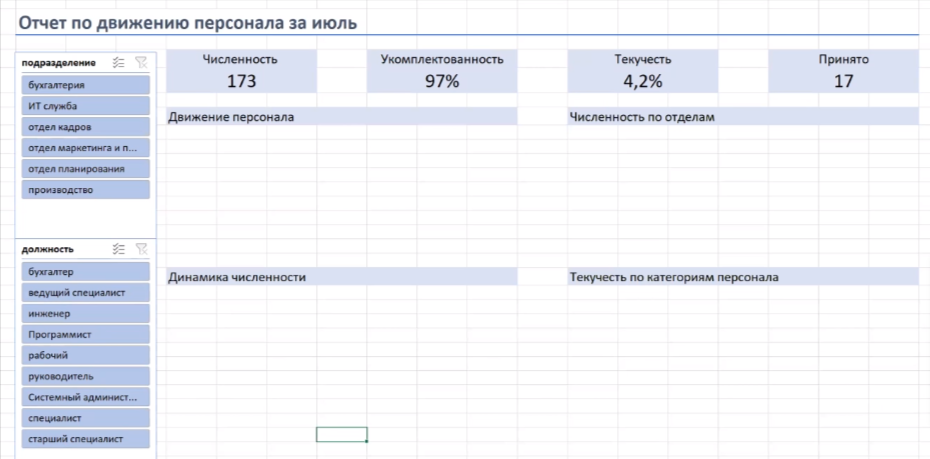 Отчет по движению персонала за июль
подразделение
бухгалтерия
ИТ служба
отдел кадров
отдел маркетинга и п...
отдел планирования
производство
должность
бухгалтер
ведущий специалист
инженер
Программист
рабочий
руководитель
Системный админист...
специалист
старший специалист
Численность
173
Укомплектованность
97%
Текучесть
4,2%
Принято
17
Движение персонала
Численность по отделам
Динамика численности
Текучесть по категориям персонала